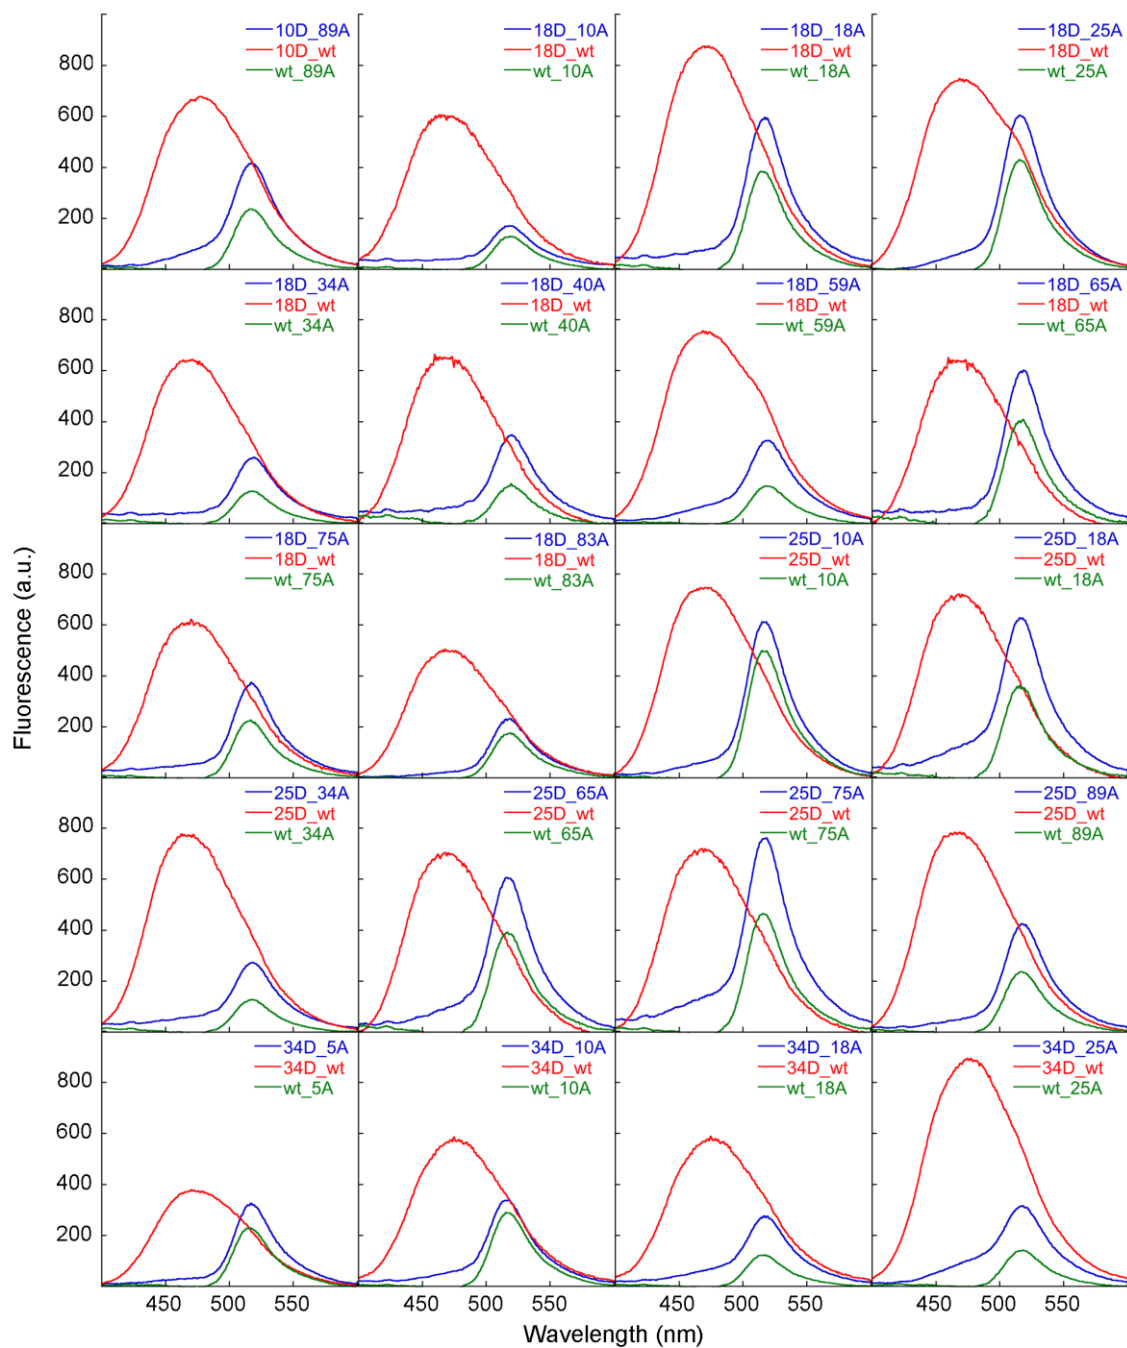 10D_89A
10D_wt
wt_89A
18D_10A
18D_wt
wt_10A
18D_18A
18D_wt
wt_18A
18D_25A
18D_wt
wt_25A
800
600
400
200
18D_34A
18D_wt
wt_34A
18D_40A
18D_wt
wt_40A
18D_59A
18D_wt
wt_59A
18D_65A
18D_wt
wt_65A
800
600
400
200
18D_75A
18D_wt
wt_75A
18D_83A
18D_wt
wt_83A
25D_10A
25D_wt
wt_10A
25D_18A
25D_wt
wt_18A
800
600
400
200
25D_34A
25D_wt
wt_34A
25D_65A
25D_wt
wt_65A
25D_75A
25D_wt
wt_75A
25D_89A
25D_wt
wt_89A
800
600
400
200
34D_5A
34D_wt
wt_5A
34D_10A
34D_wt
wt_10A
34D_18A
34D_wt
wt_18A
34D_25A
34D_wt
wt_25A
800
600
400
200
450 500 550 450 500 550 450 500 550 450 500 550
Wavelength (nm)
Fluorescence (a.u.)